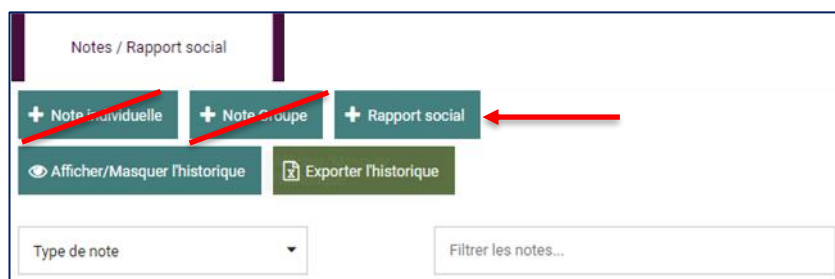 Notes / Rapport social
+ Note individuelle + Note Groupe + Rapport social
Afficher/Masquer l'historique Exporter l'historique
Type de note Filtrer les notes...